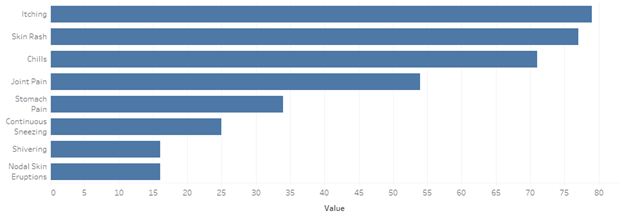 Itching
Skin Rash
Chills
Joint Pain
Stomach
Pain
Continuous
Sneezing
Shivering
Nodal Skin
Eruptions
0 5 10 15 20 25 30 35 40 45 50 55 60 65 70 75 80
Value